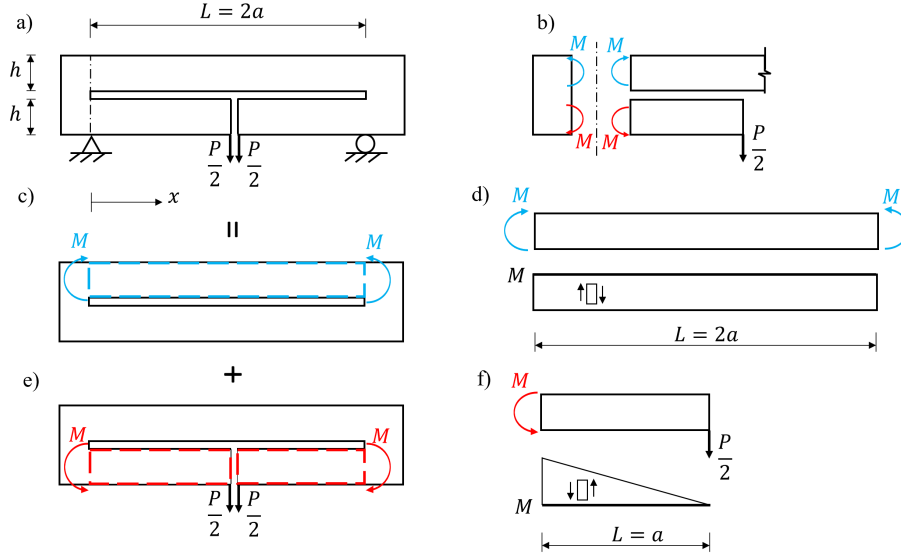 a)
L = 2a
h
h
P/2
P/2
x
b)
M
M
M
M
P/2
c)
=
M
M
d)
M
M
M
L = 2a
+
e)
M
M
P/2
P/2
f)
M
P/2
M
L = a